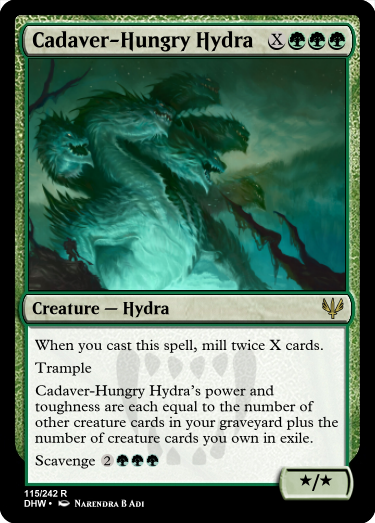 Cadaver-Hungry Hydra X
Creature — Hydra
When you cast this spell, mill twice X cards.
Trample
Cadaver-Hungry Hydra's power and
toughness are each equal to the number of
other creature cards in your graveyard plus the
number of creature cards you own in exile.
Scavenge 2
★/★
115/242 R
DHW • Narendra B Adi